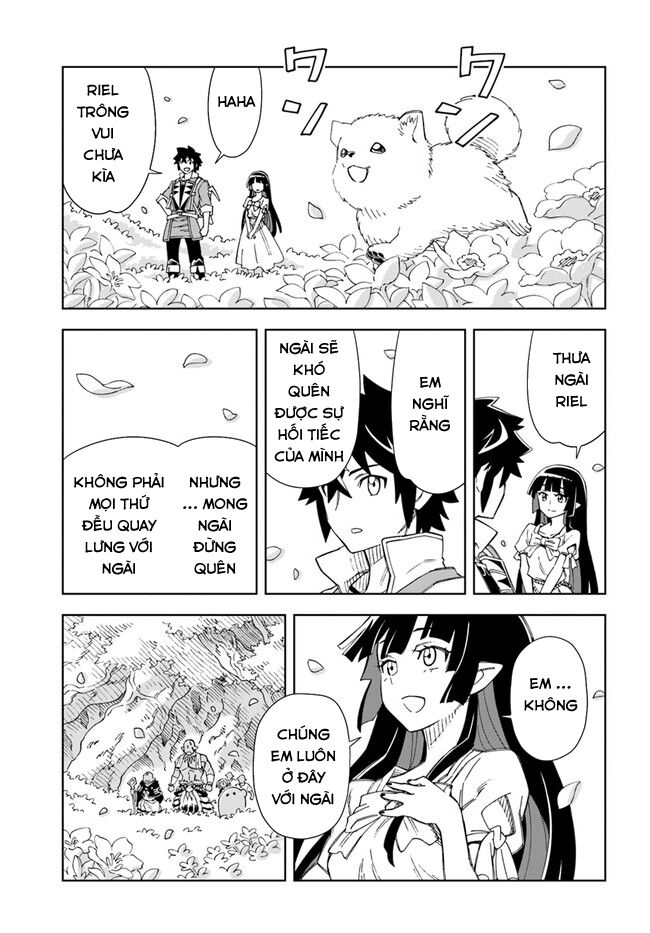 ワン
ワン
HAHA
RIEL
TRÔNG
VUI
CHƯA
KÌA
THƯA
NGÀI
RIEL
EM
NGHĨ
RẰNG
NGÀI SẼ
KHÓ
QUÊN
ĐƯỢC SỰ
HỐI TIẾC
CỦA MÌNH
NHƯNG
... MONG
NGÀI
ĐỪNG
QUÊN
KHÔNG PHẢI
MỌI THỨ
ĐỀU QUAY
LƯNG VỚI
NGÀI
EM ...
KHÔNG
CHÚNG
EM LUÔN
Ở ĐÂY
VỚI NGÀI